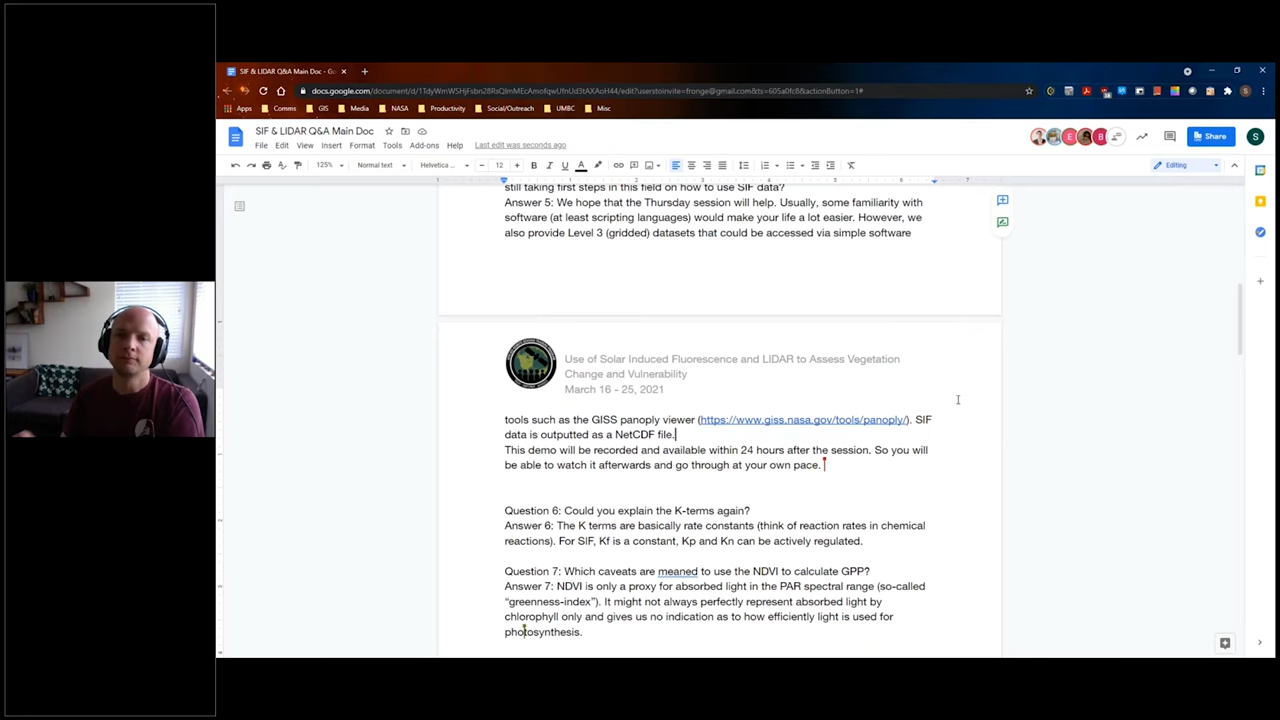 SIF & LIDAR Q&A Main Doc - Go
docs.google.com/document/d/
Apps Comms GIS Media NASA Productivity Social/Outreach UMBC Misc
SIF & LIDAR Q&A Main Doc
File Edit View Insert Format Tools Add-ons Help Last edit was seconds ago
Share
S
125% Normal text Helvetica ... 12 Editing
still taking first steps in this field on how to use SIF data?
Answer 5: We hope that the Thursday session will help. Usually, some familiarity with
software (at least scripting languages) would make your life a lot easier. However, we
also provide Level 3 (gridded) datasets that could be accessed via simple software
Use of Solar Induced Fluorescence and LIDAR to Assess Vegetation
Change and Vulnerability
March 16 - 25, 2021
tools such as the GISS panoply viewer (https://www.giss.nasa.gov/tools/panoply/). SIF
data is outputted as a NetCDF file.
This demo will be recorded and available within 24 hours after the session. So you will
be able to watch it afterwards and go through at your own pace.
Question 6: Could you explain the K-terms again?
Answer 6: The K terms are basically rate constants (think of reaction rates in chemical
reactions). For SIF, Kf is a constant, Kp and Kn can be actively regulated.
Question 7: Which caveats are meaned to use the NDVI to calculate GPP?
Answer 7: NDVI is only a proxy for absorbed light in the PAR spectral range (so-called
“greenness-index”). It might not always perfectly represent absorbed light by
chlorophyll only and gives us no indication as to how efficiently light is used for
photosynthesis.